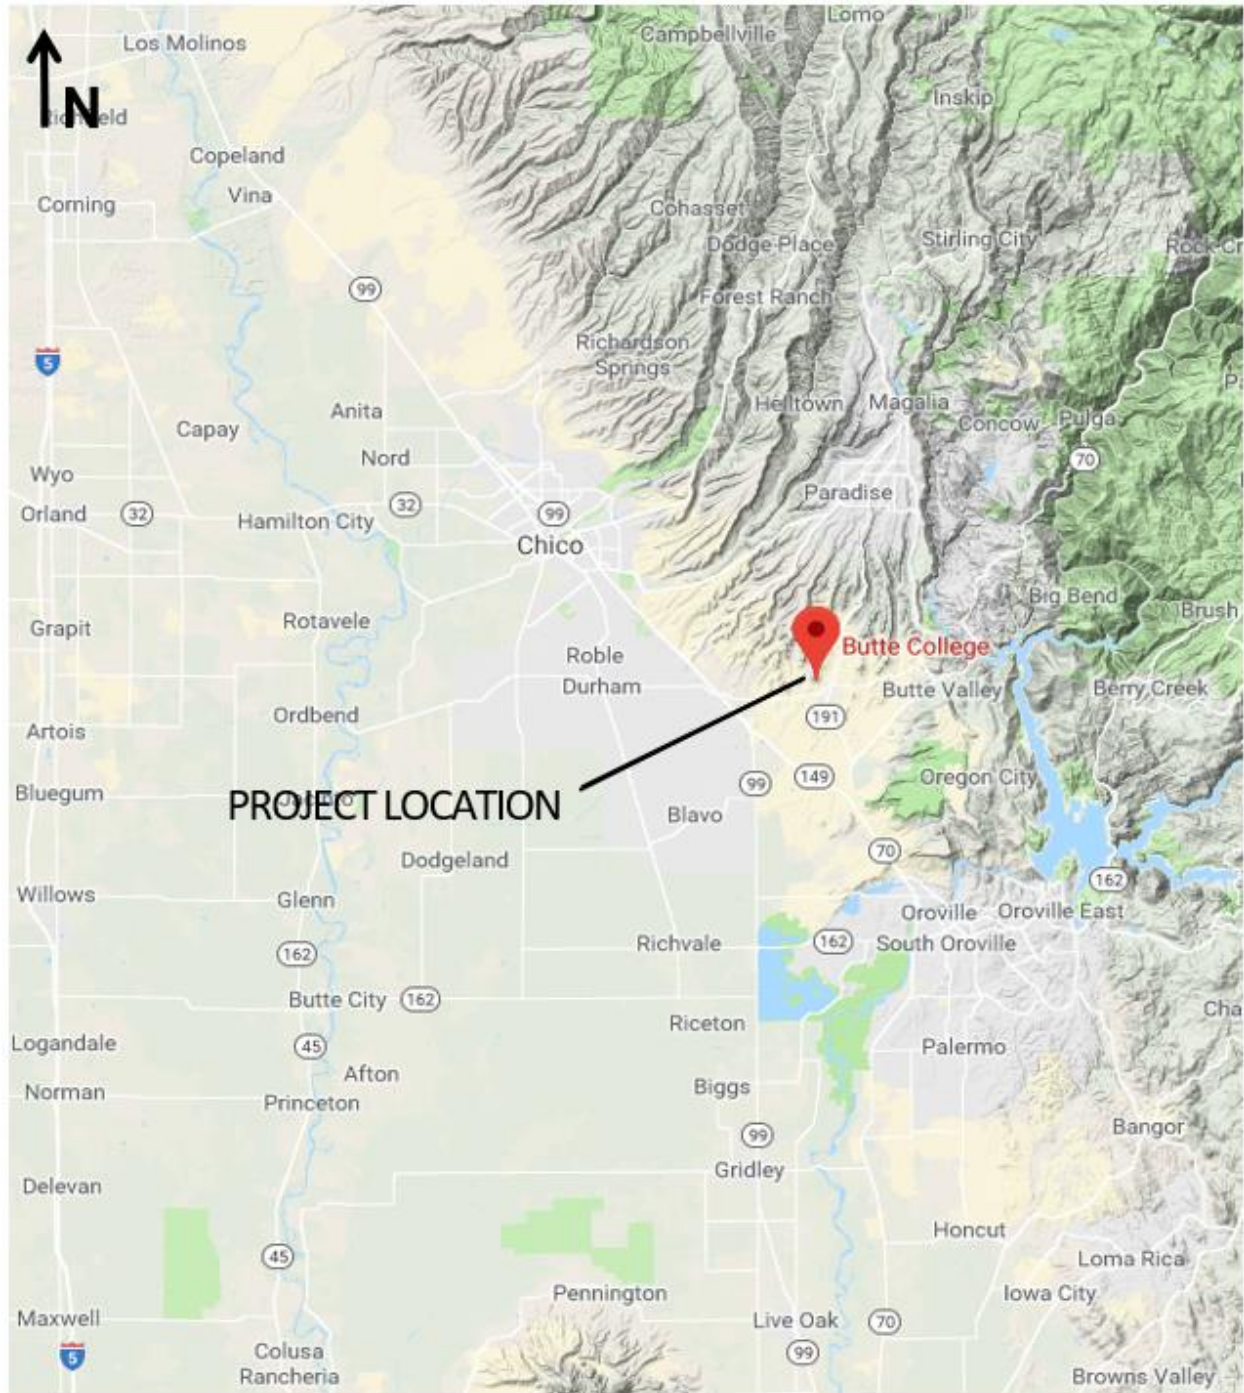 Lomo
Campbellville
Los Molinos
N
Inskip
Copeland
Vina
Corning
Cohasset
Dodge Place
Stirling City
99
Forest Ranch
Richardson
Springs
5
Helltown
Magalia
Anita
Capay
Concow
Pulga
Nord
70
Wyo
Paradise
Orland
32
Hamilton City
32
99
Chico
Big Bend
Grapit
Rotavele
Brush
Butte College
Roble
Durham
Butte Valley
Berry Creek
Ordbend
191
Artois
Bluegum
PROJECT LOCATION
99
149
Oregon City
Blavo
Dodgeland
70
Willows
Glenn
162
Oroville
Oroville East
162
Richvale
162
South Oroville
Butte City
162
Riceton
Cha
Logandale
45
Palermo
Afton
Norman
Princeton
Biggs
99
Bangor
Gridley
Delevan
Honcut
45
Loma Rica
Pennington
Iowa City
Maxwell
Live Oak
70
5
Colusa
Rancheria
99
Browns Valley